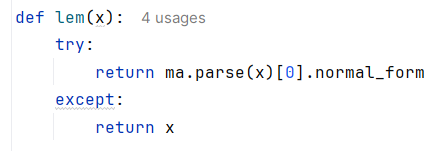 def lem(x):  4 usages
    try:
        return ma.parse(x)[0].normal_form
    except:
        return x